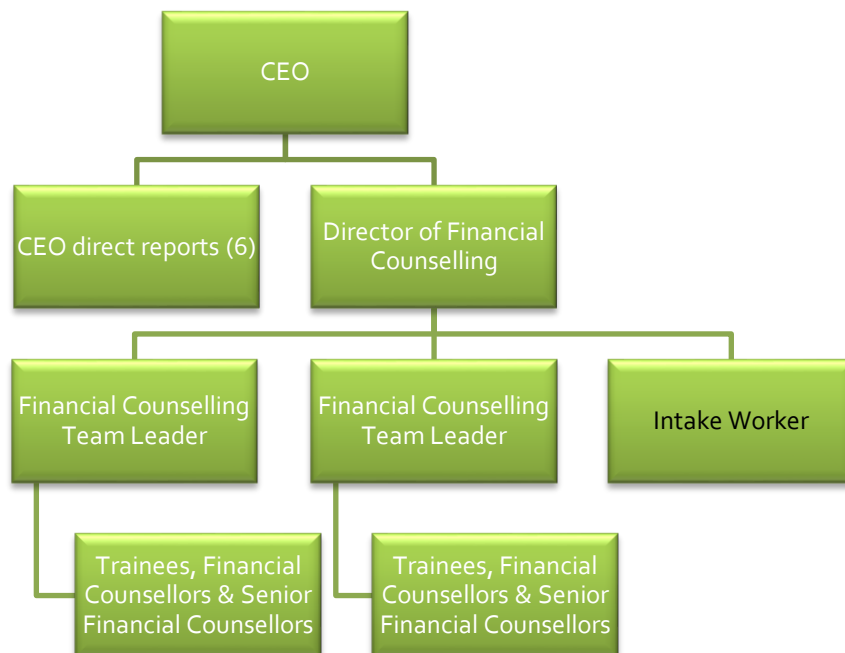 CEO
CEO direct reports (6)
Director of Financial
Counselling
Financial Counselling
Team Leader
Financial Counselling
Team Leader
Intake Worker
Trainees, Financial
Counsellors & Senior
Financial Counsellors
Trainees, Financial
Counsellors & Senior
Financial Counsellors